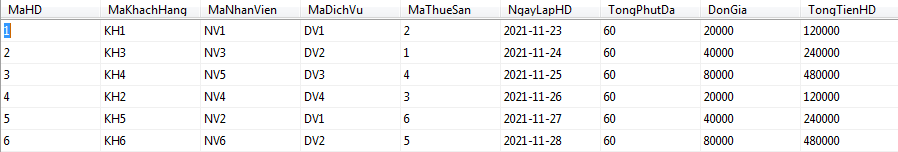 MaHD MaKhachHang MaNhanVien MaDichVu MaThueSan NgayLapHD TongPhutDa DonGia TongTienHD
1 KH1 NV1 DV1 2 2021-11-23 60 20000 120000
2 KH3 NV3 DV2 1 2021-11-24 60 40000 240000
3 KH4 NV5 DV3 4 2021-11-25 60 80000 480000
4 KH2 NV4 DV4 3 2021-11-26 60 20000 120000
5 KH5 NV2 DV1 6 2021-11-27 60 40000 240000
6 KH6 NV6 DV2 5 2021-11-28 60 80000 480000